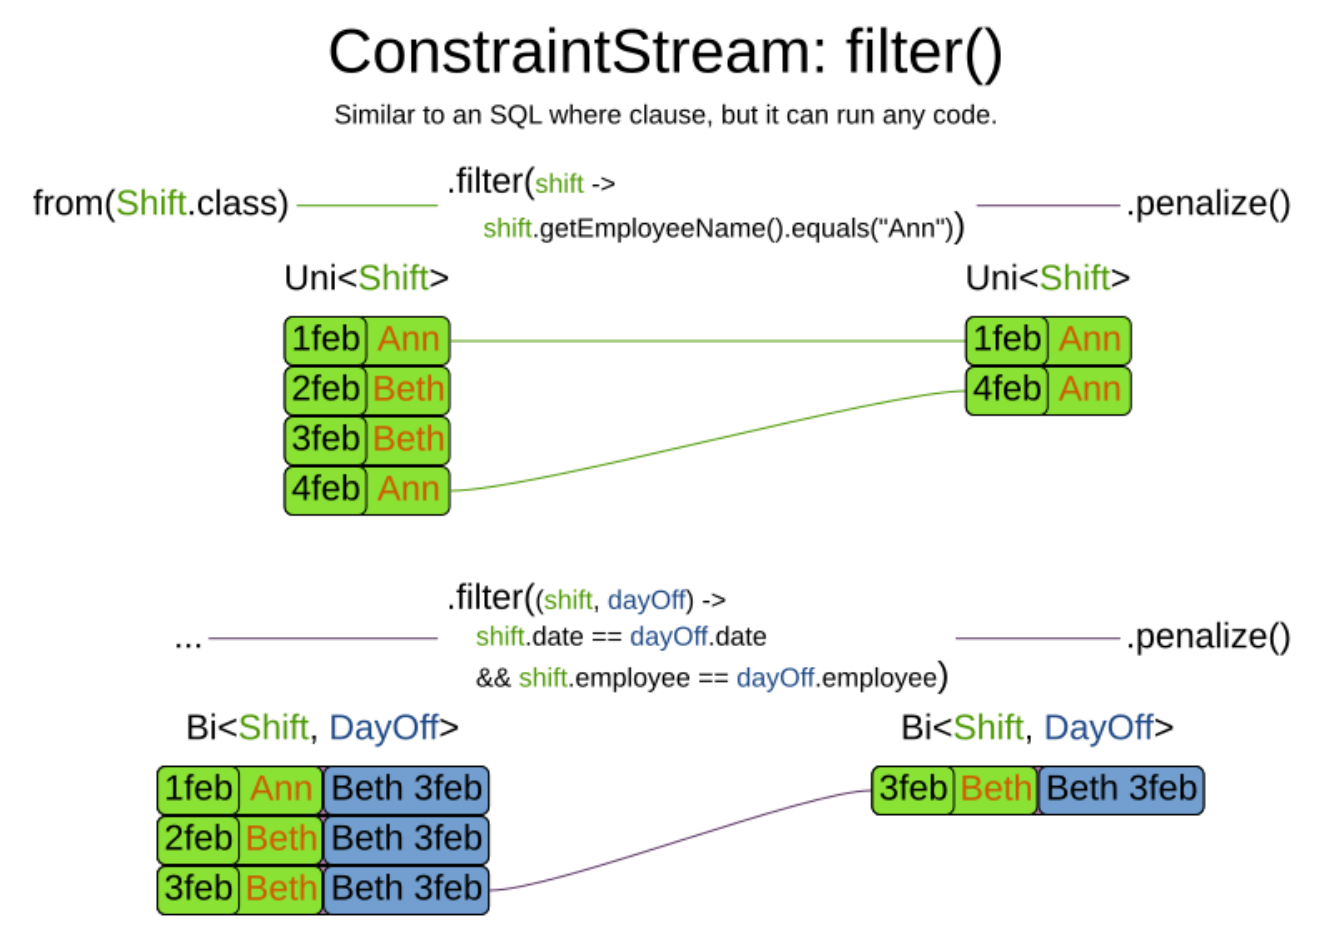 ConstraintStream: filter()
Similar to an SQL where clause, but it can run any code.
from(Shift.class)
.filter(shift ->
shift.getEmployeeName().equals("Ann"))
.penalize()
Uni<Shift>
1feb Ann
2feb Beth
3feb Beth
4feb Ann
Uni<Shift>
1feb Ann
4feb Ann
...
.filter((shift, dayOff) ->
shift.date == dayOff.date
&& shift.employee == dayOff.employee)
.penalize()
Bi<Shift, DayOff>
1feb Ann Beth 3feb
2feb Beth Beth 3feb
3feb Beth Beth 3feb
Bi<Shift, DayOff>
3feb Beth Beth 3feb